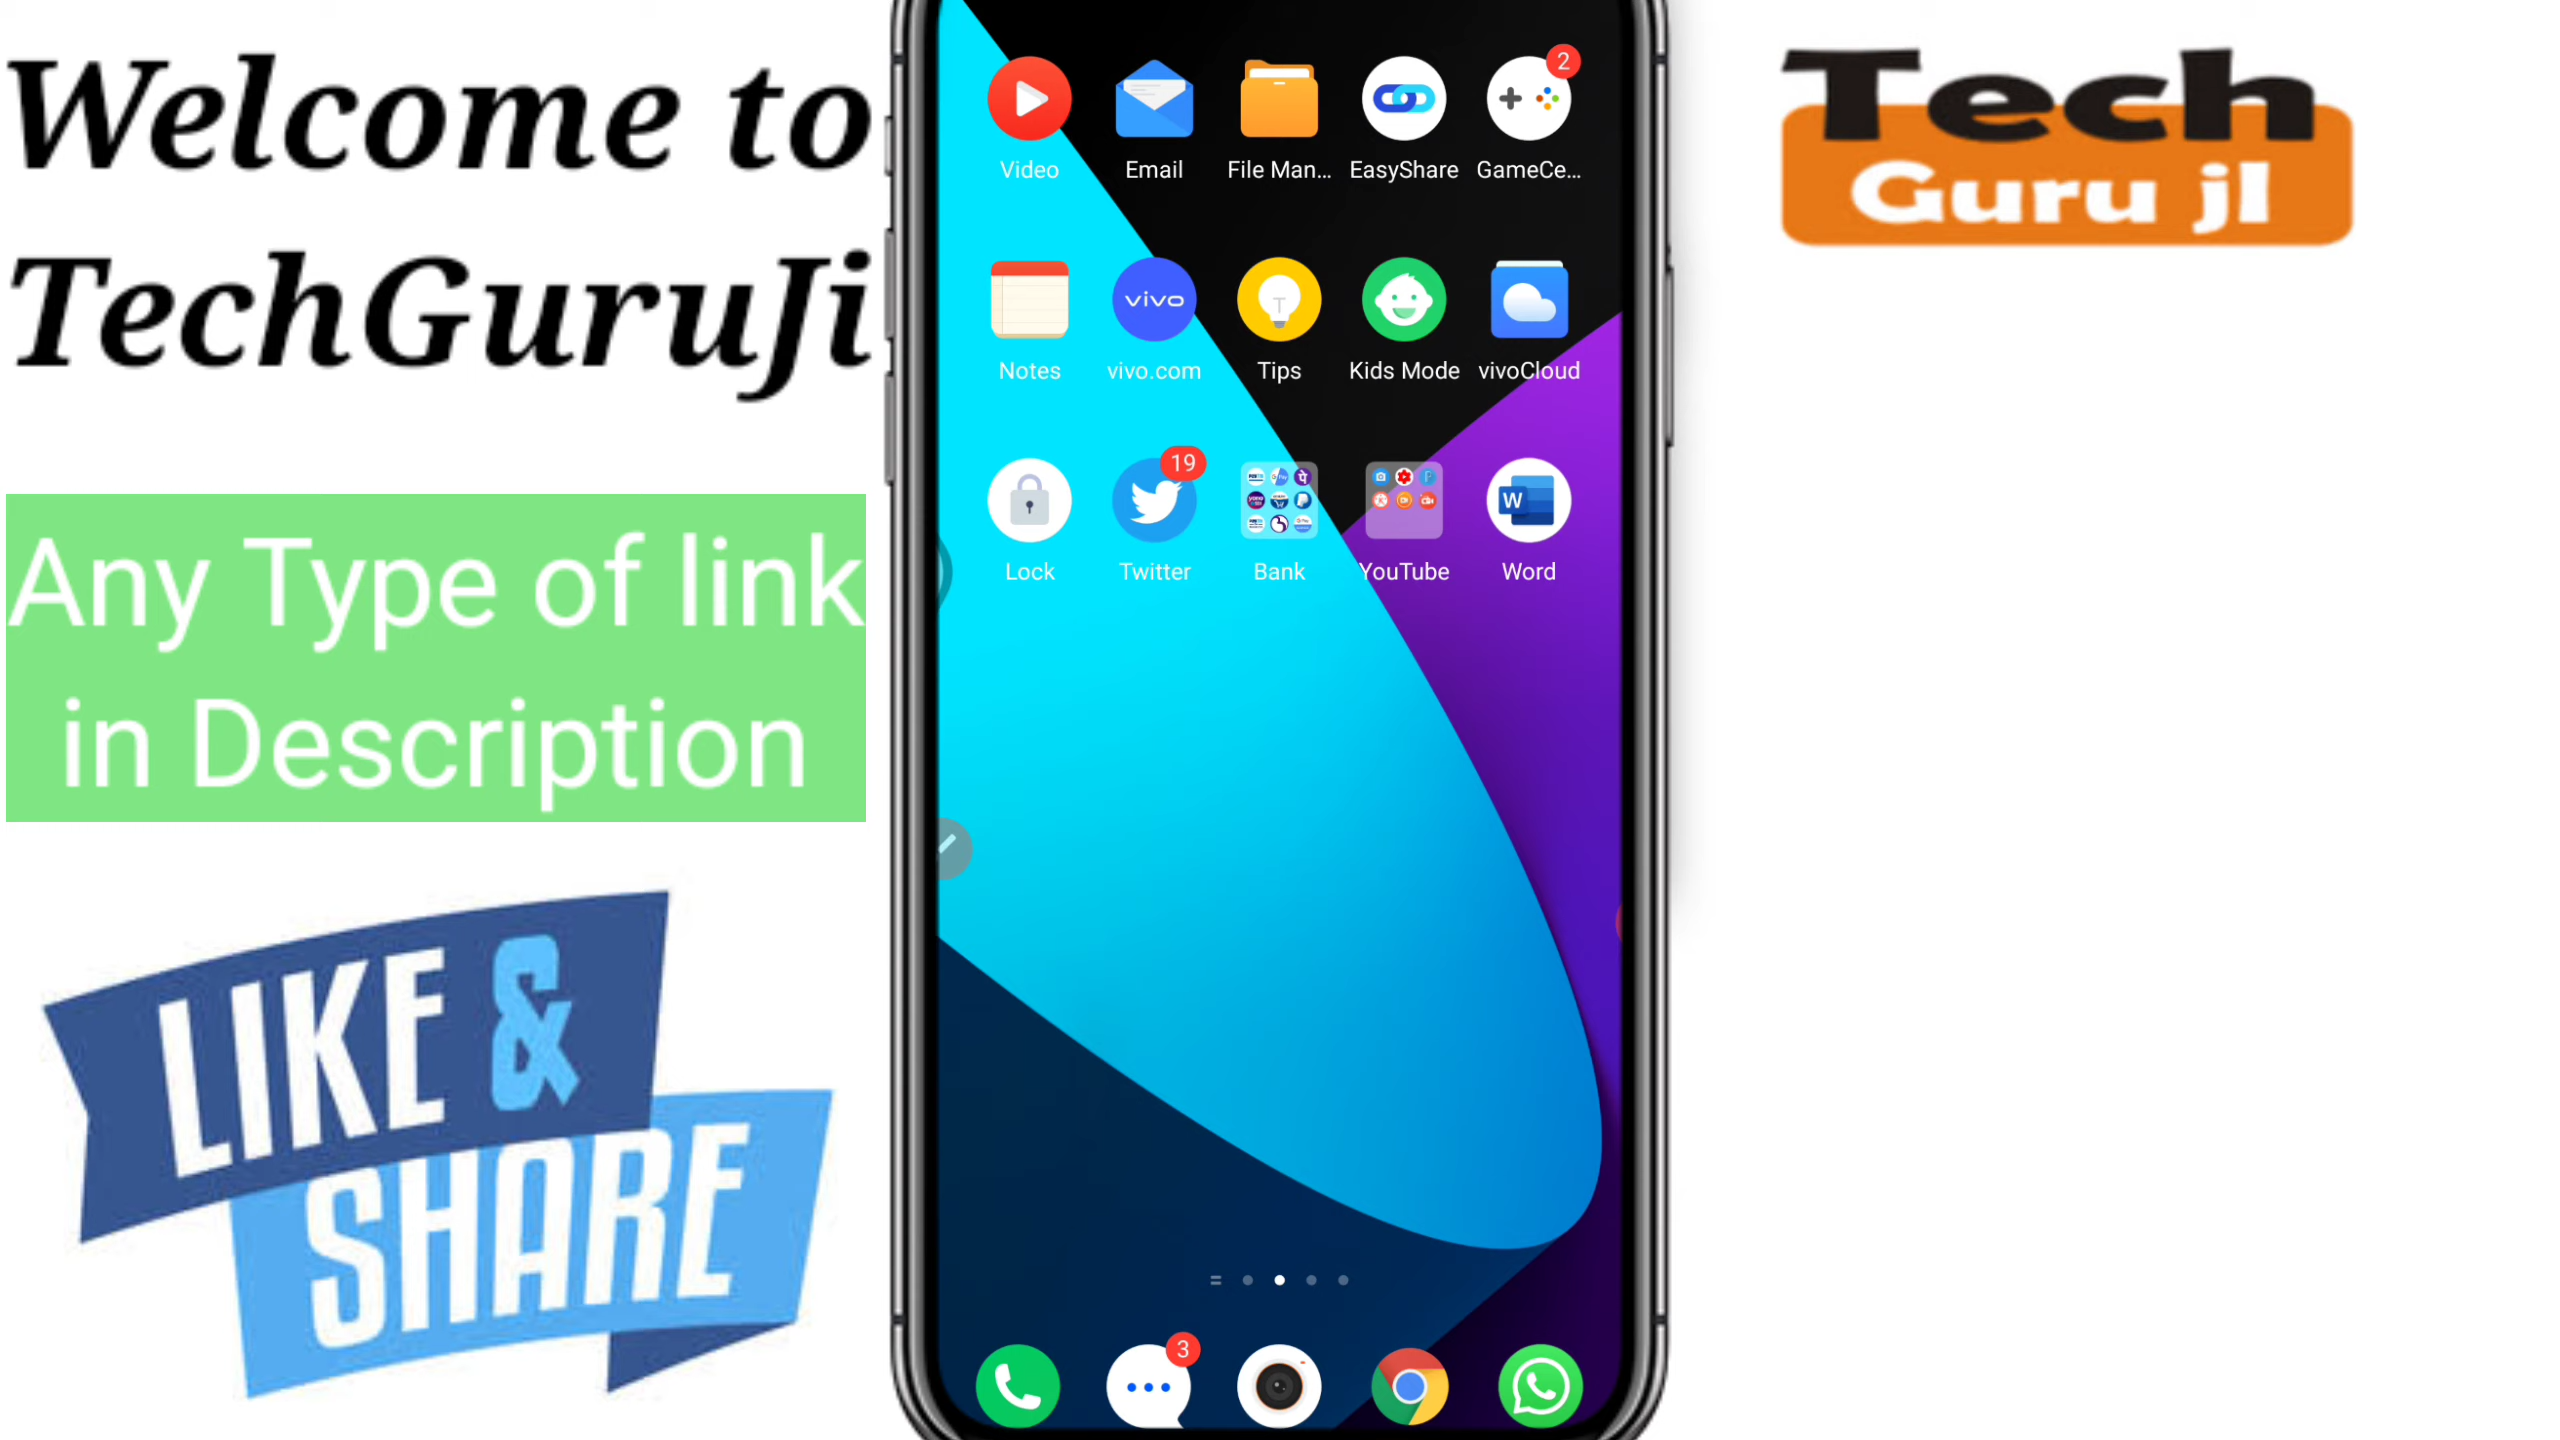 Welcome to
TechGuruJi
Any Type of link
in Description
LIKE &
SHARE
2
Video Email File Man... EasyShare GameCe...
vivo
T
Notes vivo.com Tips Kids Mode vivoCloud
19
W
Lock Twitter Bank YouTube Word
3
Tech
Guru jl